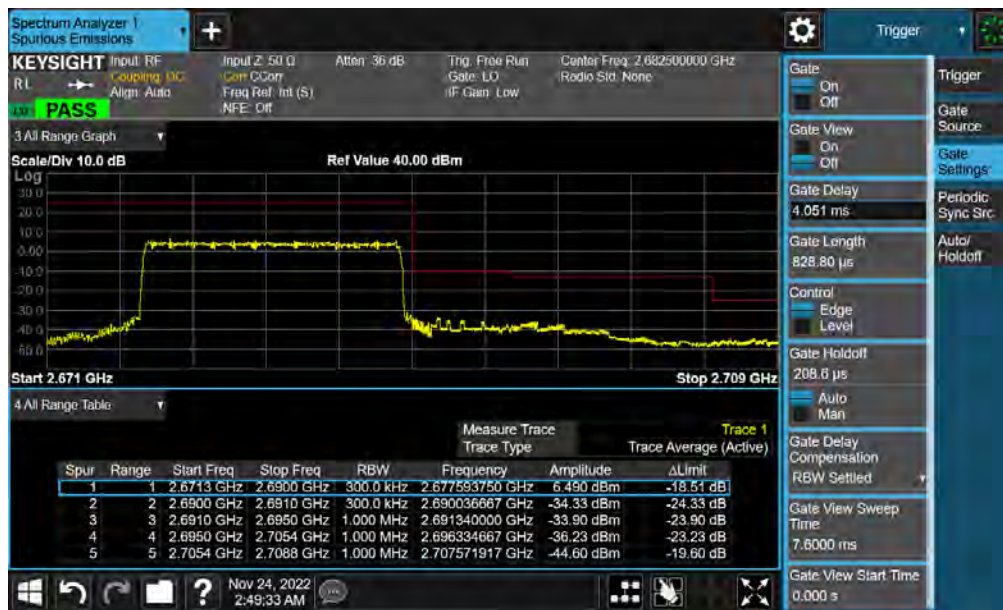 Spectrum Analyzer 1
Spurious Emissions
+
Trigger
KEYSIGHT Input: RF Input Z: 50 Ω Atten: 36 dB Trig: Free Run Center Freq: 2.682500000 GHz
RL Coupling: DC Corr CCorr Gate: LO Radio Std: None
Align: Auto Freq Ref: Int (S) IF Gain: Low
PASS NFE: Off
3 All Range Graph
Scale/Div 10.0 dB Ref Value 40.00 dBm
Log
30.0
20.0
10.0
0.00
-10.0
-20.0
-30.0
-40.0
-50.0
Start 2.671 GHz Stop 2.709 GHz
4 All Range Table
Measure Trace Trace 1
Trace Type Trace Average (Active)
Spur Range Start Freq Stop Freq RBW Frequency Amplitude ΔLimit
1 1 2.6713 GHz 2.6900 GHz 300.0 kHz 2.677593750 GHz 6.490 dBm -18.51 dB
2 2 2.6900 GHz 2.6910 GHz 300.0 kHz 2.690036667 GHz -34.33 dBm -24.33 dB
3 3 2.6910 GHz 2.6950 GHz 1.000 MHz 2.691340000 GHz -33.90 dBm -23.90 dB
4 4 2.6950 GHz 2.7054 GHz 1.000 MHz 2.696334667 GHz -36.23 dBm -23.23 dB
5 5 2.7054 GHz 2.7088 GHz 1.000 MHz 2.707571917 GHz -44.60 dBm -19.60 dB
Gate
On
Off
Gate View
On
Off
Gate Delay
4.051 ms
Gate Length
828.80 µs
Control
Edge
Level
Gate Holdoff
208.6 µs
Auto
Man
Gate Delay
Compensation
RBW Settled
Gate View Sweep
Time
7.6000 ms
Gate View Start Time
0.000 s
Trigger
Gate
Source
Gate
Settings
Periodic
Sync Src
Auto/
Holdoff
?
Nov 24, 2022
2:49:33 AM